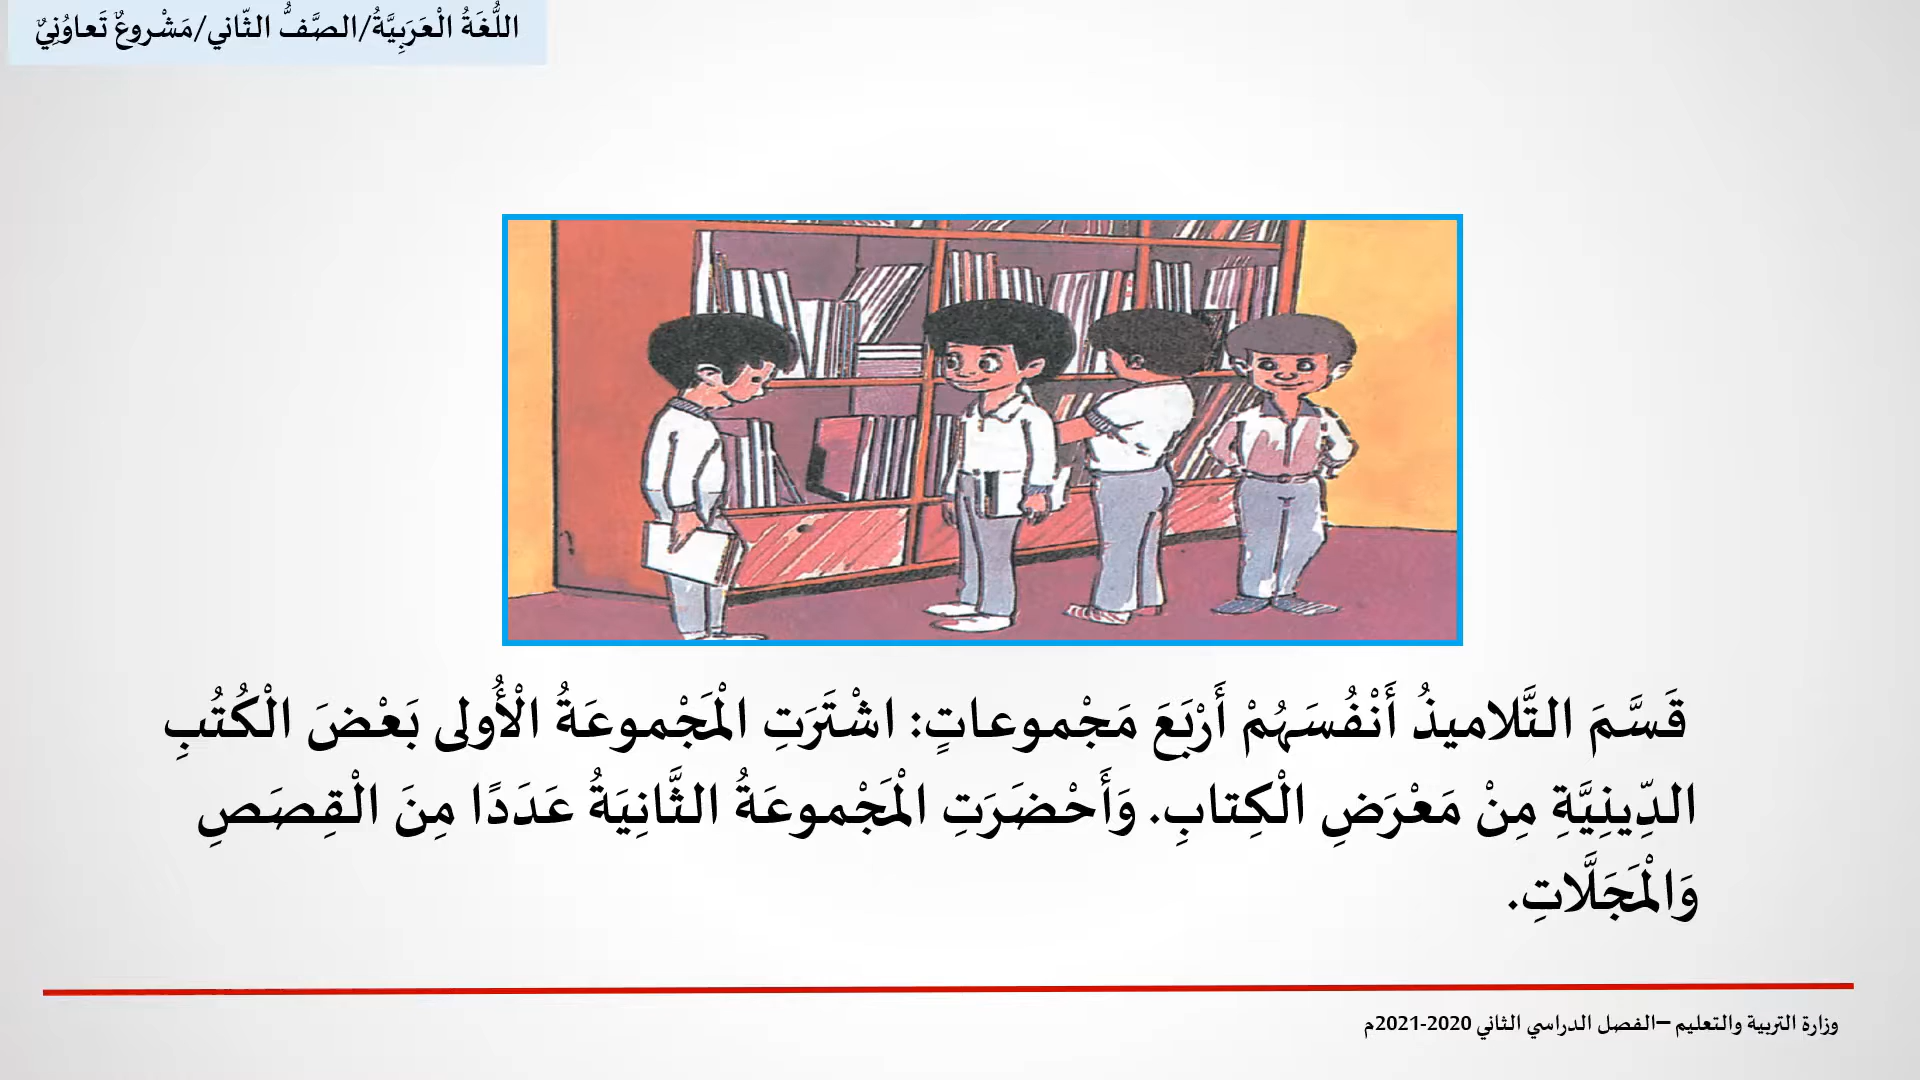 اللُّغَةُ الْعَرَبِيَّةُ/الصَّفُّ الثّاني/مَشْروعٌ تَعاوُنِيٌّ
قَسَّمَ التَّلاميذُ أَنْفُسَهُمْ أَرْبَعَ مَجْموعاتٍ: اشْتَرَتِ الْمَجْموعَةُ الْأُولى بَعْضَ الْكُتُبِ
الدِّينِيَّةِ مِنْ مَعْرَضِ الْكِتابِ. وَأَحْضَرَتِ الْمَجْموعَةُ الثَّانِيَةُ عَدَدًا مِنَ الْقِصَصِ
وَالْمَجَلَّاتِ.
وزارة التربية والتعليم –الفصل الدراسي الثاني 2020-2021م